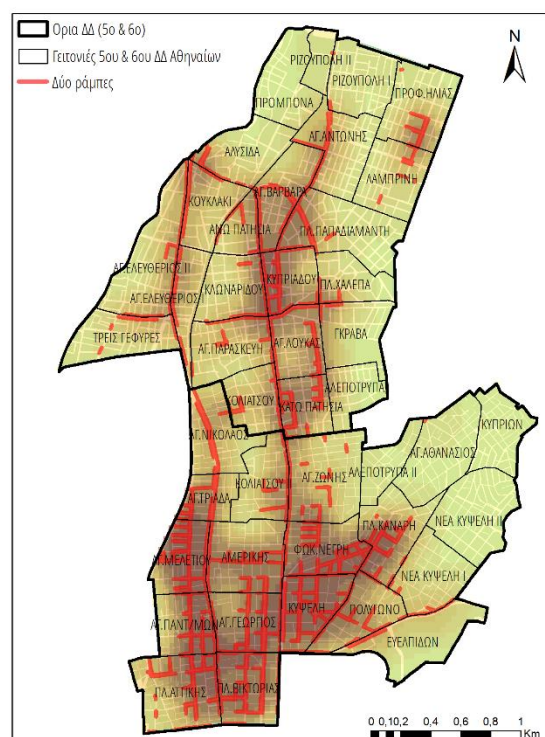 Όρια ΔΔ (5ο & 6ο)
Γειτονιές 5ου & 6ου ΔΔ Αθηναίων
Δύο ράμπες
N
ΡΙΖΟΥΠΟΛΗ ΙΙ
ΡΙΖΟΥΠΟΛΗ Ι
ΠΡΟΦ.ΗΛΙΑΣ
ΠΡΟΜΠΟΝΑ
ΑΓ.ΑΝΤΩΝΗΣ
ΑΛΥΣΙΔΑ
ΛΑΜΠΡΙΝΗ
ΚΟΥΚΛΑΚΙ
ΑΓ.ΒΑΡΒΑΡΑ
ΑΝΩ ΠΑΤΗΣΙΑ
ΠΛ.ΠΑΠΑΔΙΑΜΑΝΤΗ
ΑΓ.ΕΛΕΥΘΕΡΙΟΣ ΙΙ
ΚΛΩΝΑΡΙΔΟΥ
ΚΥΠΡΙΑΔΟΥ
ΠΛ.ΧΑΛΕΠΑ
ΑΓ.ΕΛΕΥΘΕΡΙΟΣ Ι
ΤΡΕΙΣ ΓΕΦΥΡΕΣ
ΑΓ.ΠΑΡΑΣΚΕΥΗ
ΑΓ.ΛΟΥΚΑΣ
ΓΚΡΑΒΑ
ΑΛΕΠΟΤΡΥΠΑ
ΚΟΛΙΑΤΣΟΥ
ΚΑΤΩ ΠΑΤΗΣΙΑ
ΑΓ.ΝΙΚΟΛΑΟΣ
ΚΥΠΡΙΩΝ
ΑΓ.ΑΘΑΝΑΣΙΟΣ
ΑΓ.ΖΩΝΗΣ
ΑΛΕΠΟΤΡΥΠΑ ΙΙ
ΚΟΛΙΑΤΣΟΥ ΙΙ
ΑΓ.ΤΡΙΑΔΑ
ΝΕΑ ΚΥΨΕΛΗ ΙΙ
ΠΛ.ΚΑΝΑΡΗ
ΑΓ.ΜΕΛΕΤΙΟΥ
ΑΜΕΡΙΚΗΣ
ΦΩΚ.ΝΕΓΡΗ
ΝΕΑ ΚΥΨΕΛΗ Ι
ΚΥΨΕΛΗ
ΠΟΛΥΓΩΝΟ
ΑΓ.ΠΑΝΤ/ΜΩΝ
ΑΓ.ΓΕΩΡΓΙΟΣ
ΕΥΕΛΠΙΔΩΝ
ΠΛ.ΑΤΤΙΚΗΣ
ΠΛ.ΒΙΚΤΩΡΙΑΣ
0 0,10,2 0,4 0,6 0,8 1
Km